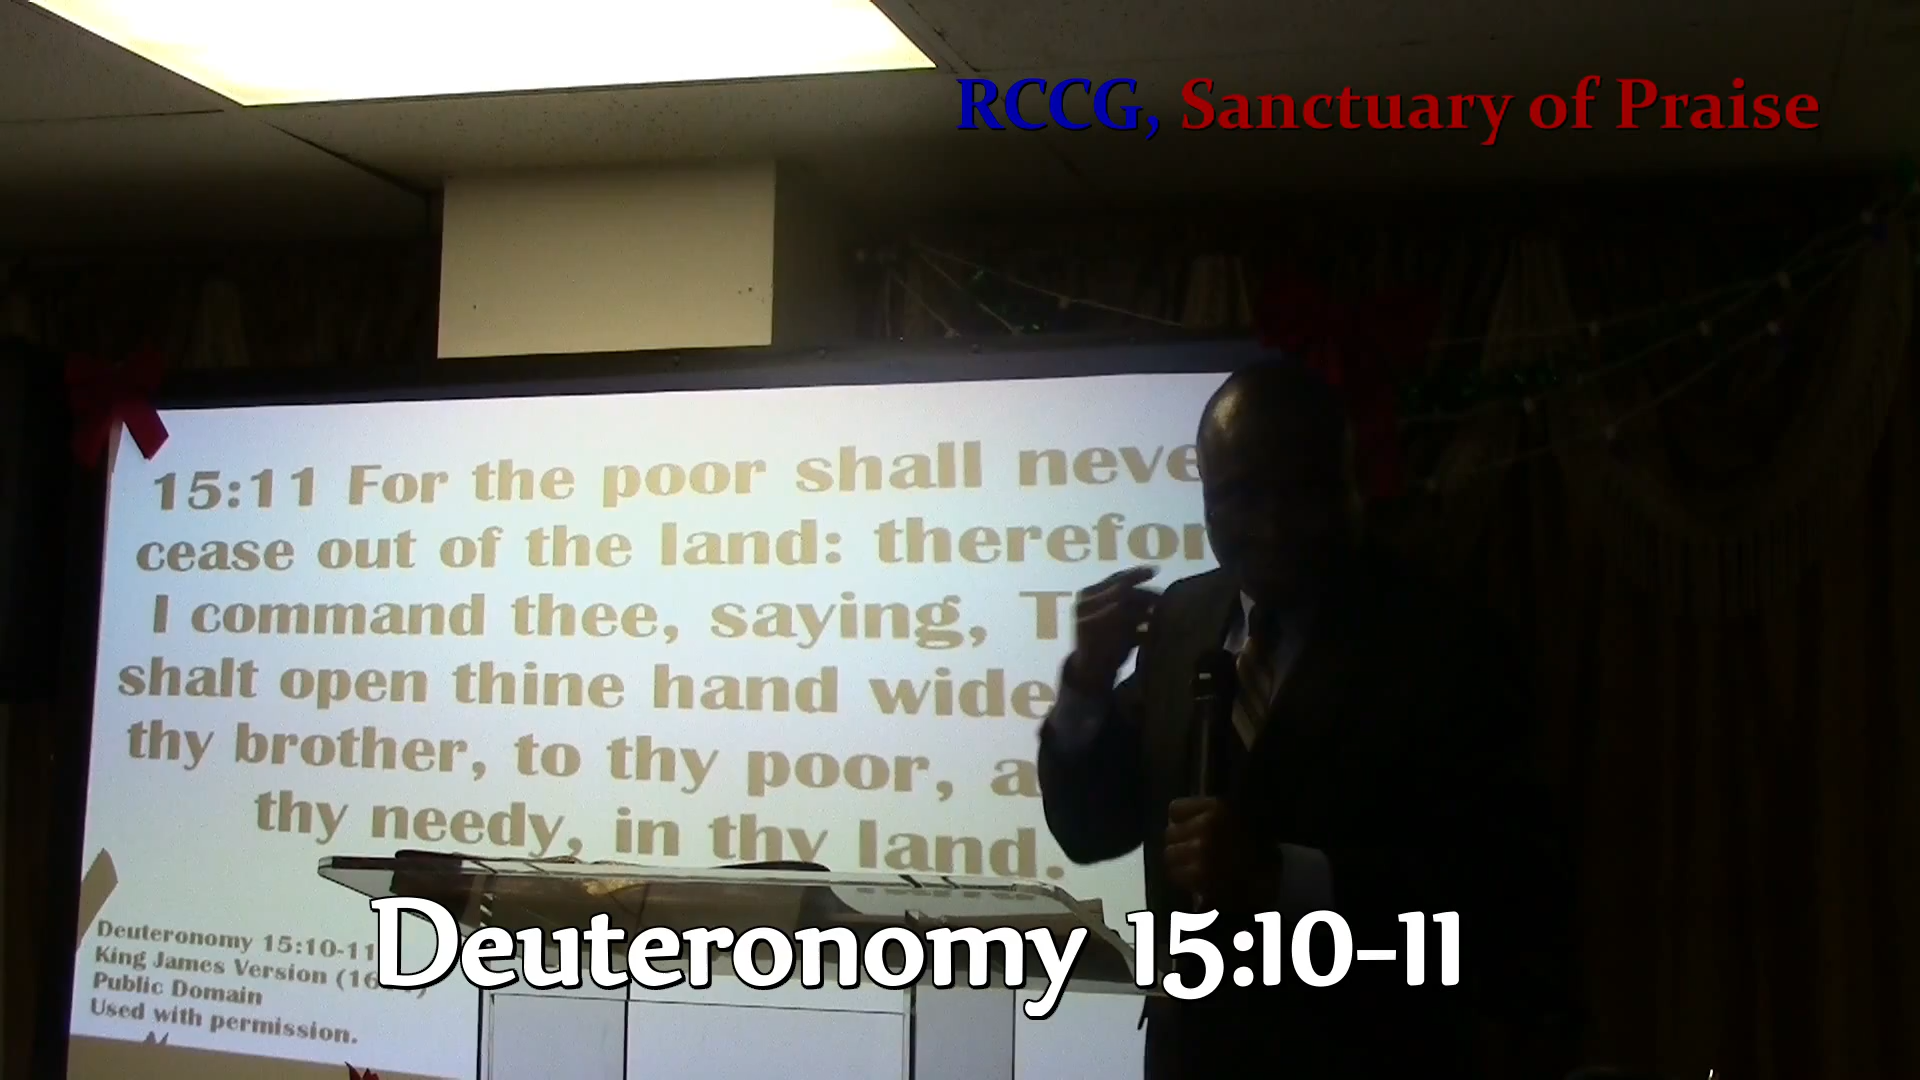 RCCG, Sanctuary of Praise
15:11 For the poor shall neve
cease out of the land: therefor
I command thee, saying, T
shalt open thine hand wide
thy brother, to thy poor, a
thy needy, in thy land.
Deuteronomy 15:10-11
King James Version (16
Public Domain
Used with permission.
Deuteronomy 15:10-11